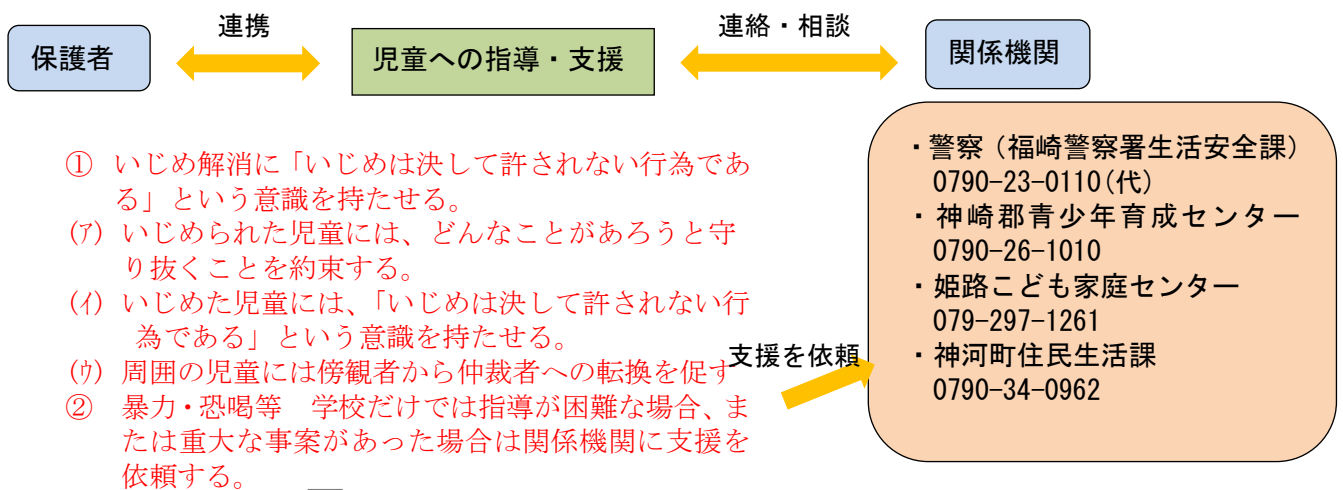 保護者
連携
児童への指導・支援
連絡・相談
関係機関
① いじめ解消に「いじめは決して許されない行為であ
る」という意識を持たせる。
(ｱ) いじめられた児童には、どんなことがあろうと守
り抜くことを約束する。
(ｲ) いじめた児童には、「いじめは決して許されない行
為である」という意識を持たせる。
(ｳ) 周囲の児童には傍観者から仲裁者への転換を促す
② 暴力・恐喝等 学校だけでは指導が困難な場合、ま
たは重大な事案があった場合は関係機関に支援を
依頼する。
支援を依頼
・警察（福崎警察署生活安全課）
0790-23-0110(代)
・神崎郡青少年育成センター
0790-26-1010
・姫路こども家庭センター
079-297-1261
・神河町住民生活課
0790-34-0962